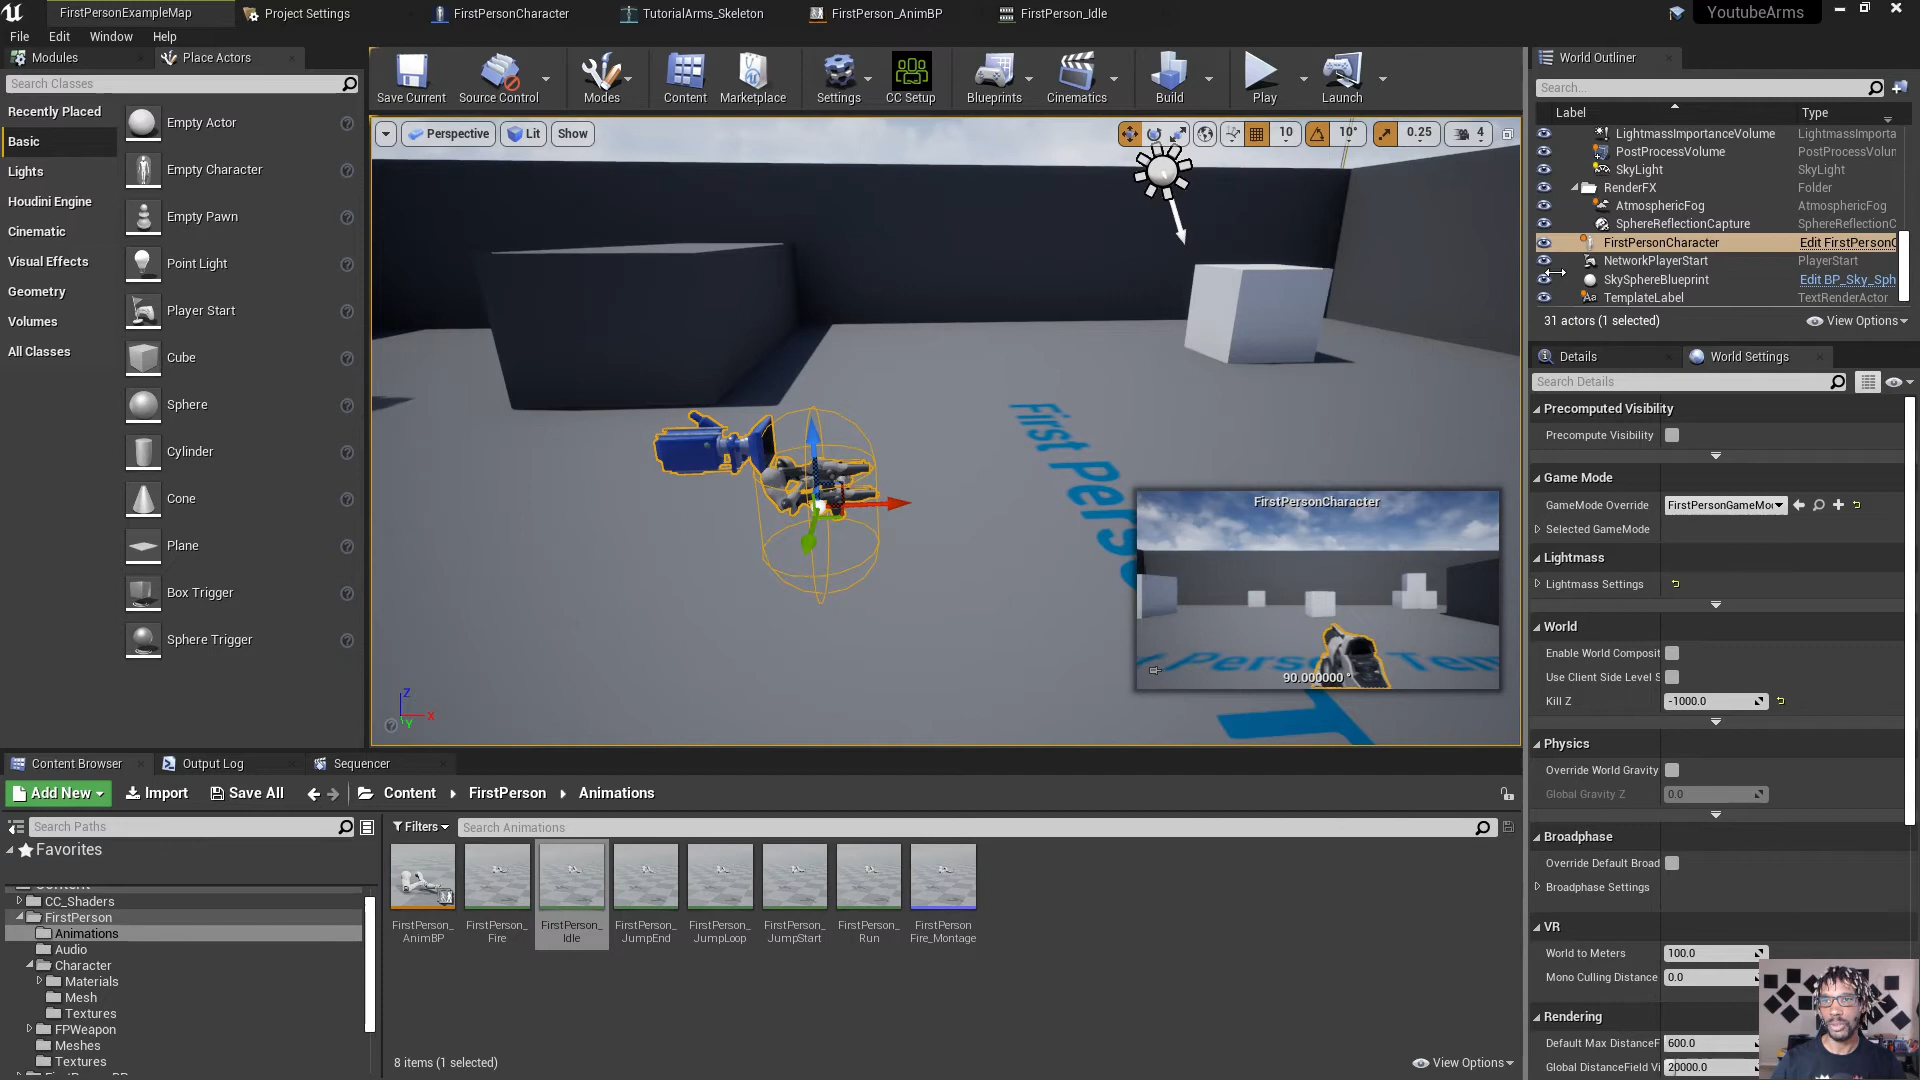 FirstPersonExampleMap
Project Settings
FirstPersonCharacter
TutorialArms_Skeleton
FirstPerson_AnimBP
FirstPerson_Idle
YoutubeArms
File Edit Window Help
Modules
Place Actors
Search Classes
Recently Placed
Basic
Lights
Houdini Engine
Cinematic
Visual Effects
Geometry
Volumes
All Classes
Empty Actor
Empty Character
Empty Pawn
Point Light
Player Start
Cube
Sphere
Cylinder
Cone
Plane
Box Trigger
Sphere Trigger
Save Current
Source Control
Modes
Content
Marketplace
Settings
CC Setup
Blueprints
Cinematics
Build
Play
Launch
Perspective
Lit
Show
10
10°
0.25
4
First Person
T
FirstPersonCharacter
90.000000 °
Z
X
Y
World Outliner
Search...
Label
Type
LightmassImportanceVolume Lightmassimporta
PostProcessVolume PostProcessVolun
SkyLight SkyLight
RenderFX Folder
AtmosphericFog AtmosphericFog
SphereReflectionCapture SphereReflectionC
FirstPersonCharacter Edit FirstPersonC
NetworkPlayerStart PlayerStart
SkySphereBlueprint Edit BP_Sky_Sph
TemplateLabel TextRenderActor
31 actors (1 selected)
View Options
Details
World Settings
Search Details
Precomputed Visibility
Precompute Visibility
Game Mode
GameMode Override FirstPersonGameMo
Selected GameMode
Lightmass
Lightmass Settings
World
Enable World Composit
Use Client Side Level S
Kill Z -1000.0
Physics
Override World Gravity
Global Gravity Z 0.0
Broadphase
Override Default Broad
Broadphase Settings
VR
World to Meters 100.0
Mono Culling Distance 0.0
Rendering
Default Max DistanceF 600.0
Global DistanceField Vi 20000.0
Content Browser
Output Log
Sequencer
Add New
Import
Save All
Content
FirstPerson
Animations
Search Paths
Favorites
Content
CC_Shaders
FirstPerson
Animations
Audio
Character
Materials
Mesh
Textures
FPWeapon
Meshes
Textures
Filters
Search Animations
FirstPerson_
AnimBP
FirstPerson_
Fire
FirstPerson_
Idle
FirstPerson_
JumpEnd
FirstPerson_
JumpLoop
FirstPerson_
JumpStart
FirstPerson_
Run
FirstPerson
Fire_Montage
8 items (1 selected)
View Options